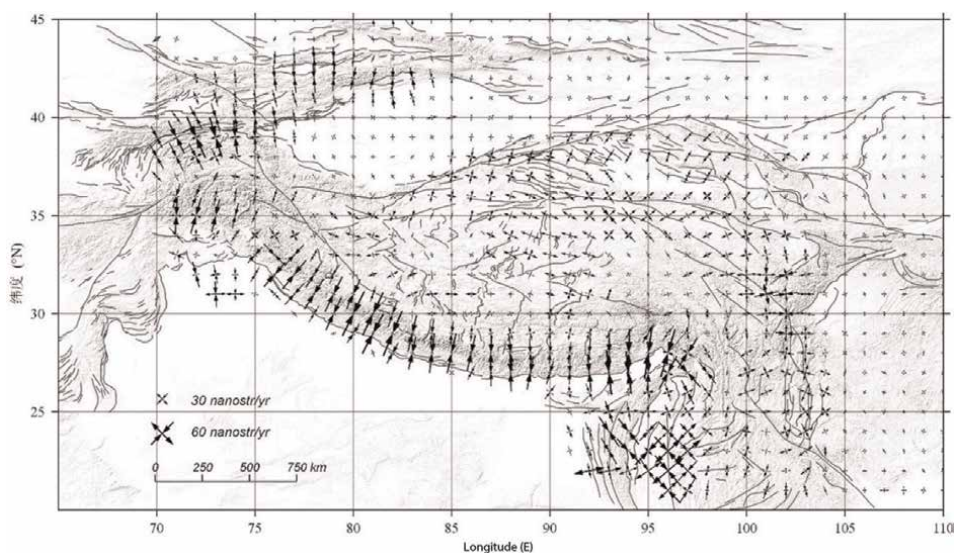 45
40
35
30
25
纬度 (°N)
30 nanostr/yr
60 nanostr/yr
0 250 500 750 km
70 75 80 85 90 95 100 105 110
Longitude (E)